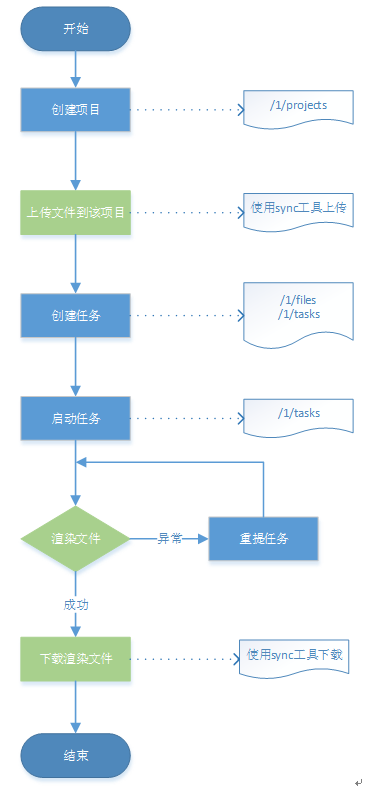 开始
创建项目
/1/projects
上传文件到该项目
使用sync工具上传
创建任务
/1/files
/1/tasks
启动任务
/1/tasks
渲染文件
异常
重提任务
成功
下载渲染文件
使用sync工具下载
结束